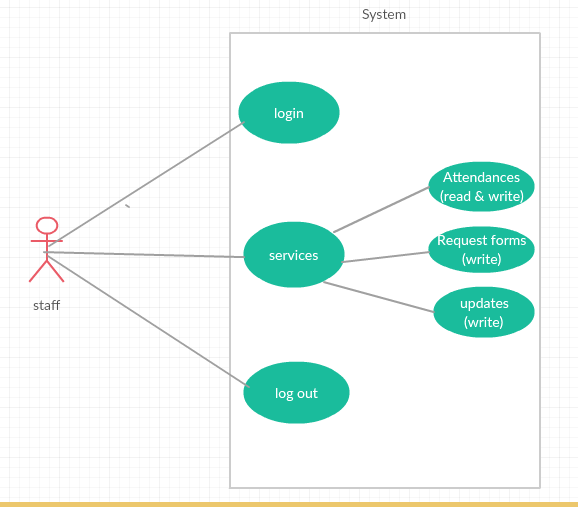 System
login
Attendances
(read & write)
Request forms
(write)
services
updates
(write)
staff
log out